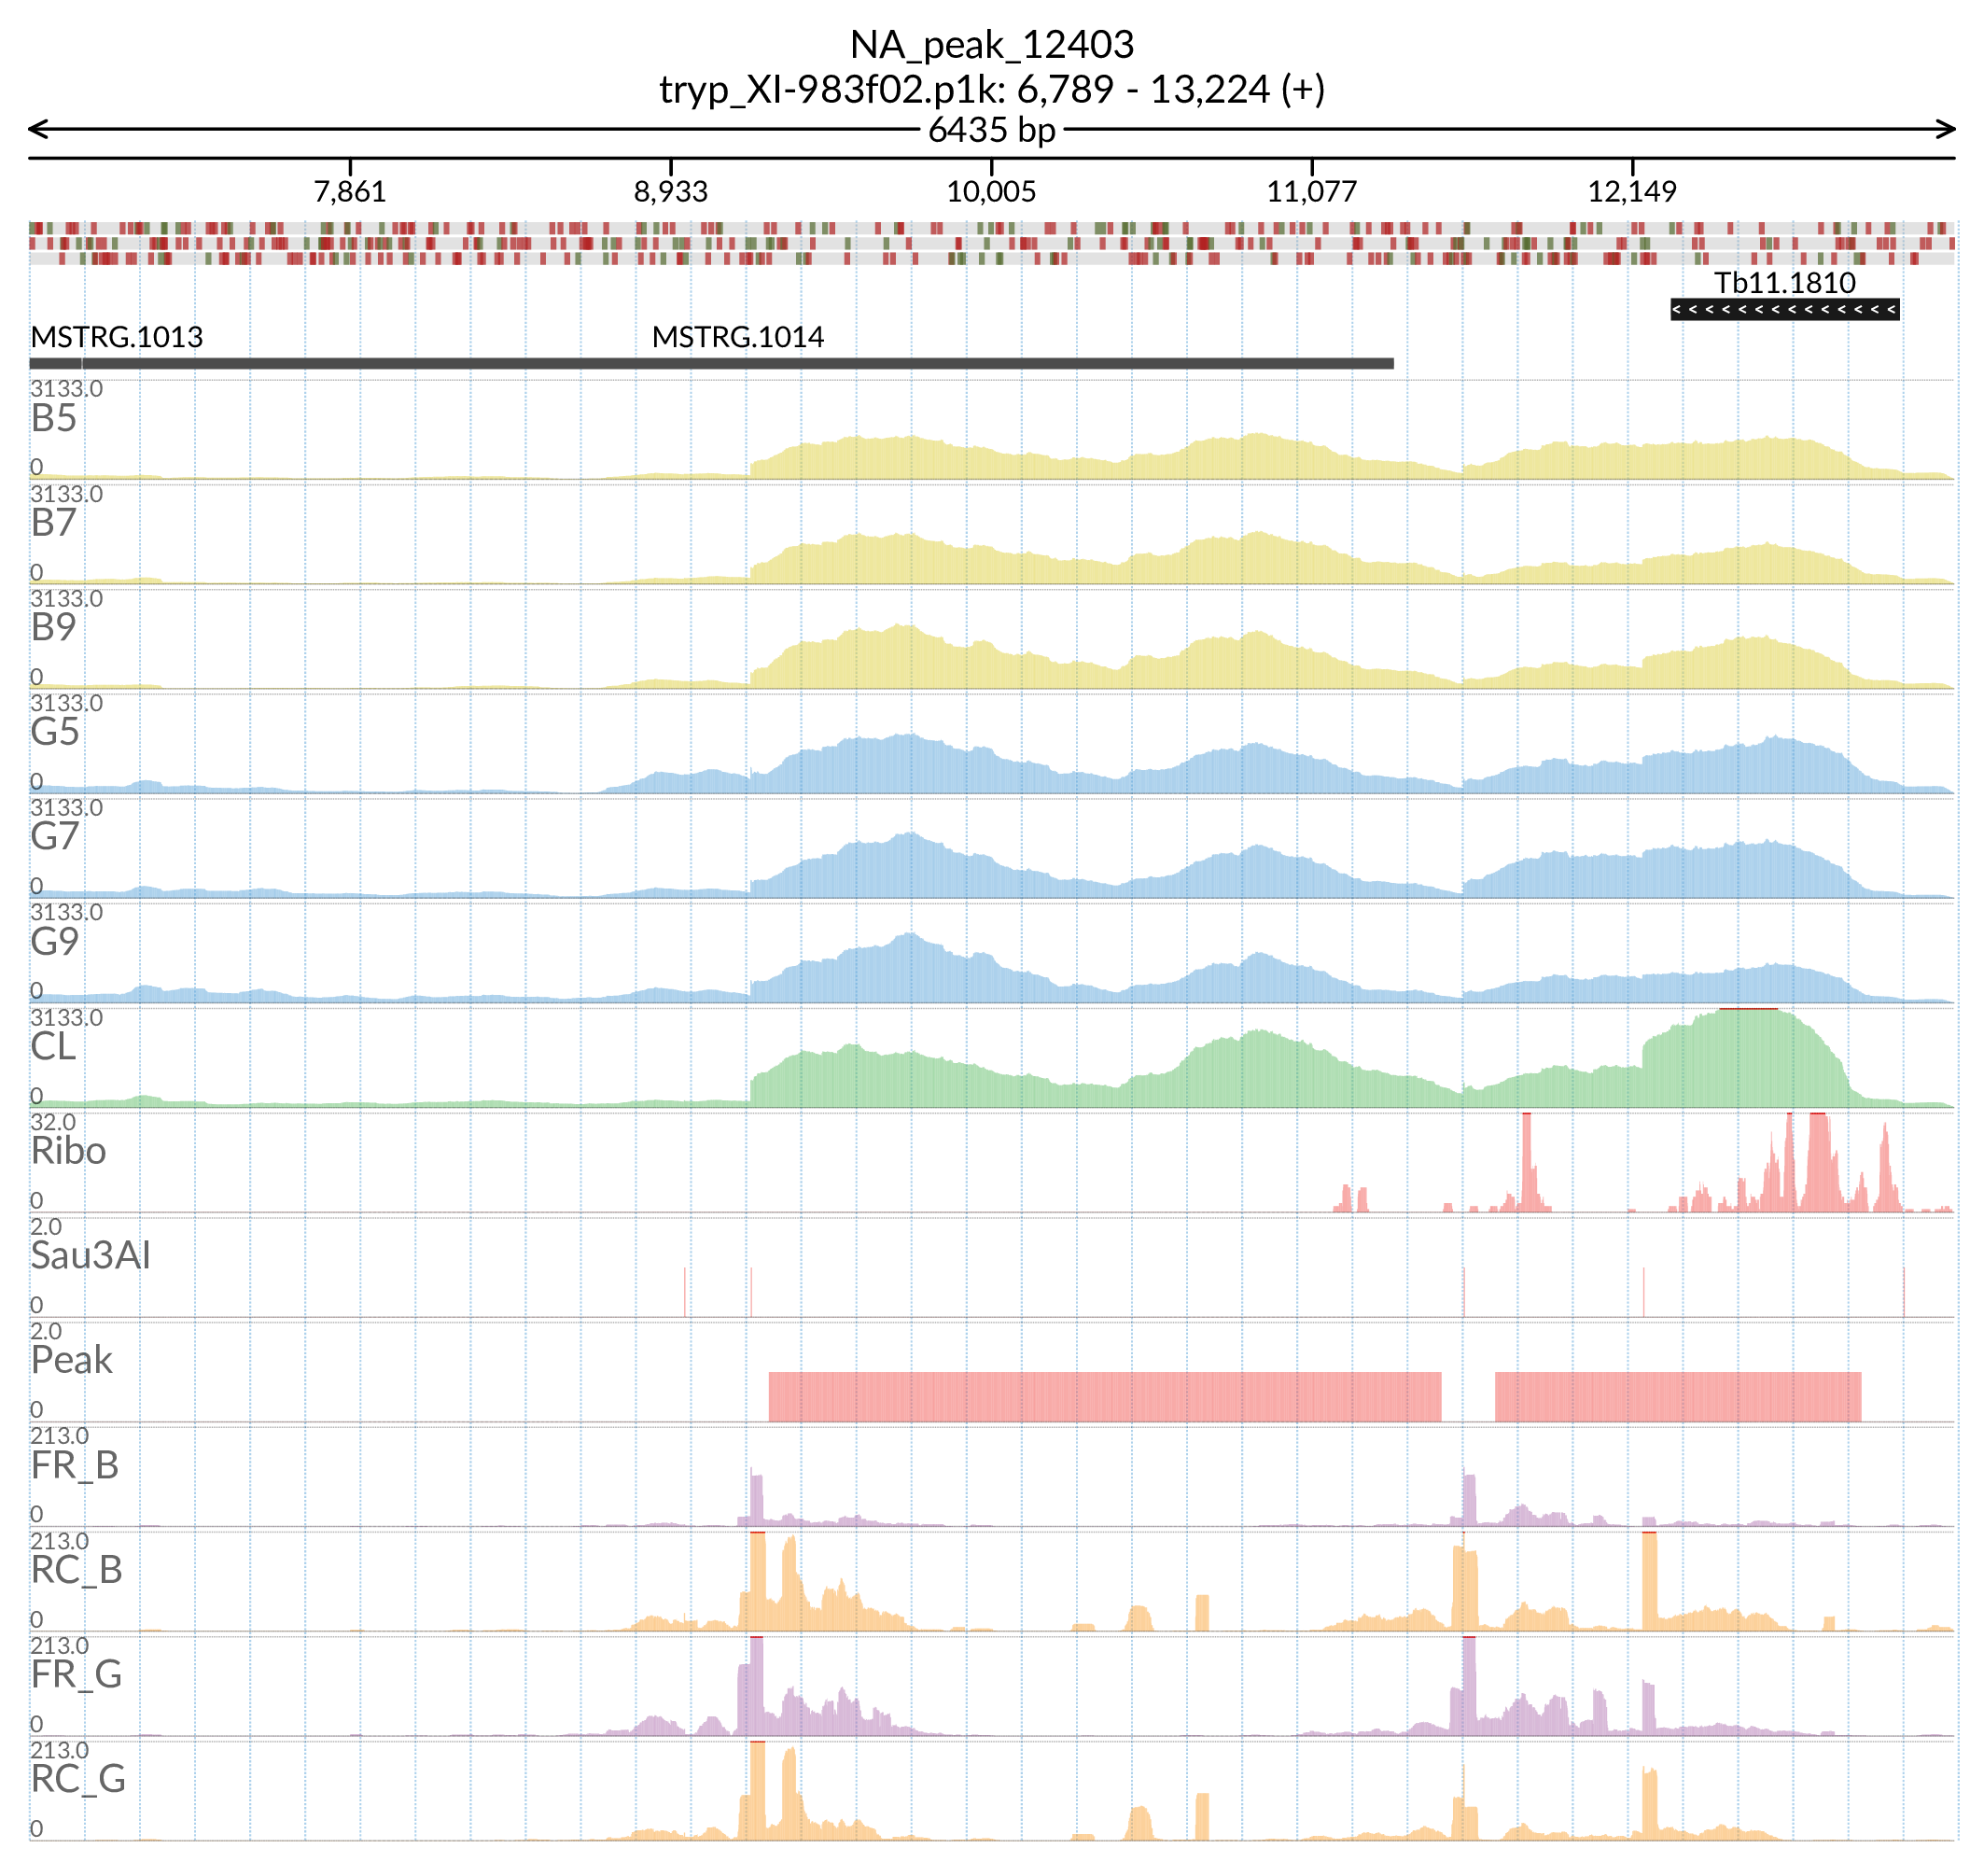 NA_peak_12403
tryp_XI-983f02.p1k: 6,789 - 13,224 (+)
6435 bp
7,861 8,933 10,005 11,077 12,149
Tb11.1810
< < < < < < < < < < < < < <
MSTRG.1013 MSTRG.1014
3133.0
B5
0
3133.0
B7
0
3133.0
B9
0
3133.0
G5
0
3133.0
G7
0
3133.0
G9
0
3133.0
CL
0
32.0
Ribo
0
2.0
Sau3AI
0
2.0
Peak
0
213.0
FR_B
0
213.0
RC_B
0
213.0
FR_G
0
213.0
RC_G
0